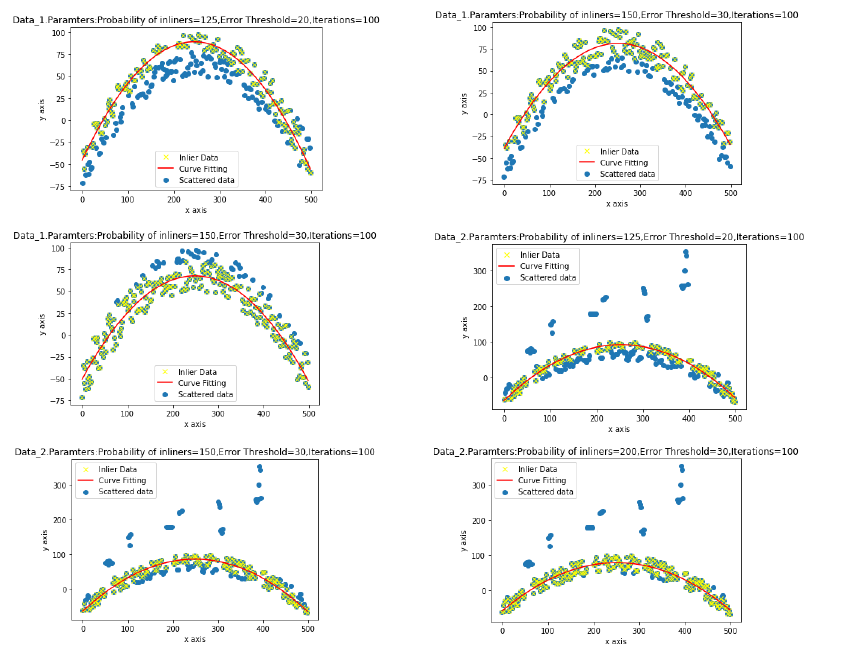 Data_1.Paramters:Probability of inliners=125,Error Threshold=20,Iterations=100
100
75
50
25
0
−25
−50
−75
y axis
Inlier Data
Curve Fitting
Scattered data
0
100
200
300
400
500
x axis
Data_1.Paramters:Probability of inliners=150,Error Threshold=30,Iterations=100
100
75
50
25
0
−25
−50
−75
y axis
Inlier Data
Curve Fitting
Scattered data
0
100
200
300
400
500
x axis
Data_1.Paramters:Probability of inliners=150,Error Threshold=30,Iterations=100
100
75
50
25
0
−25
−50
−75
y axis
Inlier Data
Curve Fitting
Scattered data
0
100
200
300
400
500
x axis
Data_2.Paramters:Probability of inliners=125,Error Threshold=20,Iterations=100
Inlier Data
Curve Fitting
Scattered data
300
200
100
0
y axis
0
100
200
300
400
500
x axis
Data_2.Paramters:Probability of inliners=150,Error Threshold=30,Iterations=100
Inlier Data
Curve Fitting
Scattered data
300
200
100
0
y axis
0
100
200
300
400
500
x axis
Data_2.Paramters:Probability of inliners=200,Error Threshold=30,Iterations=100
Inlier Data
Curve Fitting
Scattered data
300
200
100
0
y axis
0
100
200
300
400
500
x axis